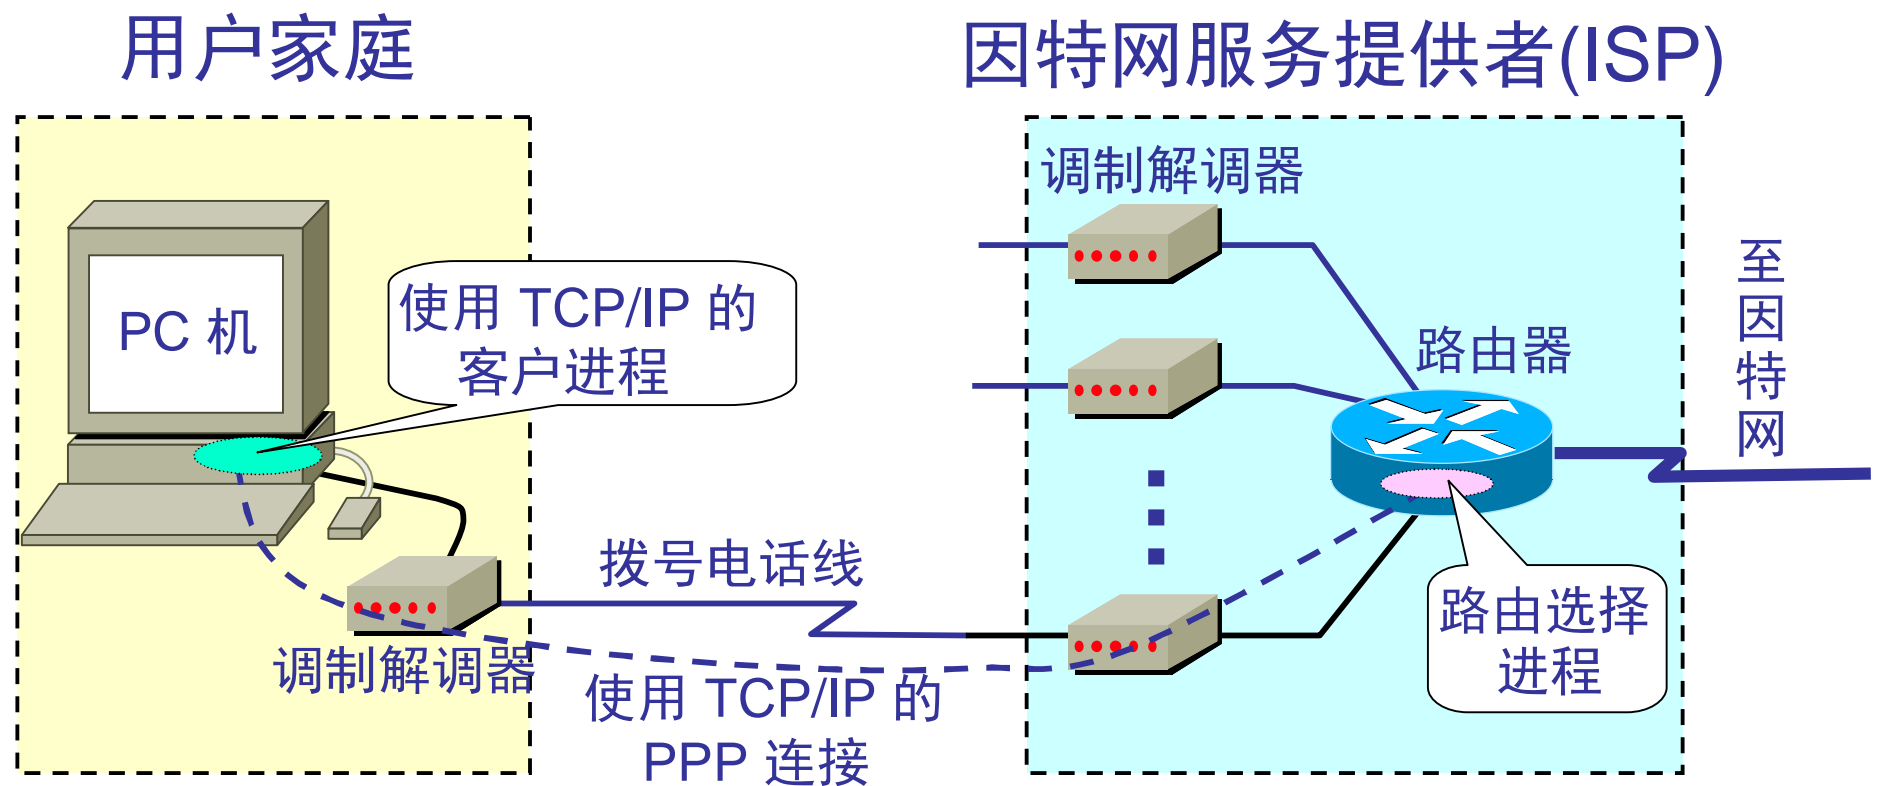 用户家庭
因特网服务提供者(ISP)
调制解调器
至因特网
PC 机
使用 TCP/IP 的
客户进程
路由器
拨号电话线
调制解调器
路由选择
进程
使用 TCP/IP 的
PPP 连接